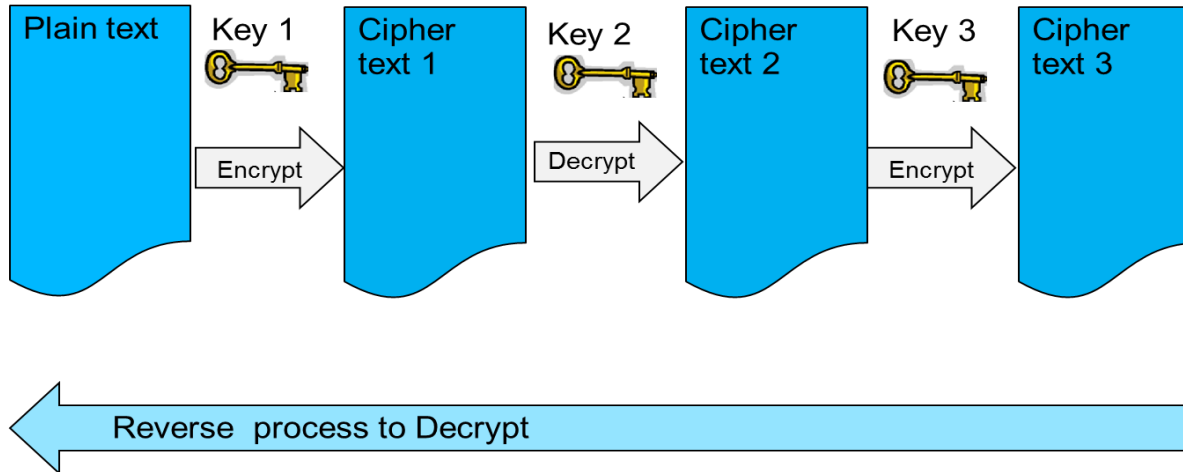 Plain text
Key 1
Cipher
text 1
Key 2
Cipher
text 2
Key 3
Cipher
text 3
Encrypt
Decrypt
Encrypt
Reverse process to Decrypt